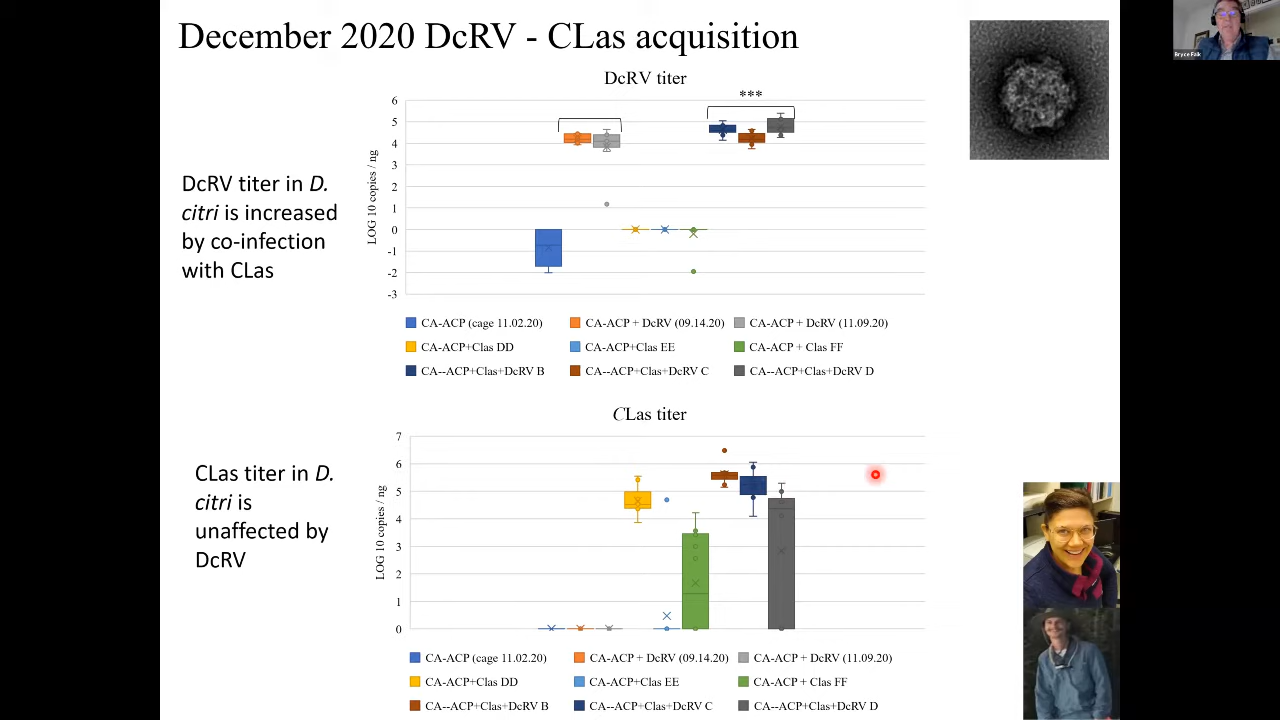 December 2020 DcRV - CLas acquisition
Bryce Falk
DcRV titer
***
6
5
4
3
2
1
0
-1
-2
-3
LOG 10 copies / ng
DcRV titer in D.
citri is increased
by co-infection
with CLas
CA-ACP (cage 11.02.20) CA-ACP + DcRV (09.14.20) CA-ACP + DcRV (11.09.20)
CA-ACP+Clas DD CA-ACP+Clas EE CA-ACP + Clas FF
CA--ACP+Clas+DcRV B CA--ACP+Clas+DcRV C CA--ACP+Clas+DcRV D
CLas titer
7
6
5
4
3
2
1
0
LOG 10 copies / ng
CLas titer in D.
citri is
unaffected by
DcRV
CA-ACP (cage 11.02.20) CA-ACP + DcRV (09.14.20) CA-ACP + DcRV (11.09.20)
CA-ACP+Clas DD CA-ACP+Clas EE CA-ACP + Clas FF
CA--ACP+Clas+DcRV B CA--ACP+Clas+DcRV C CA--ACP+Clas+DcRV D